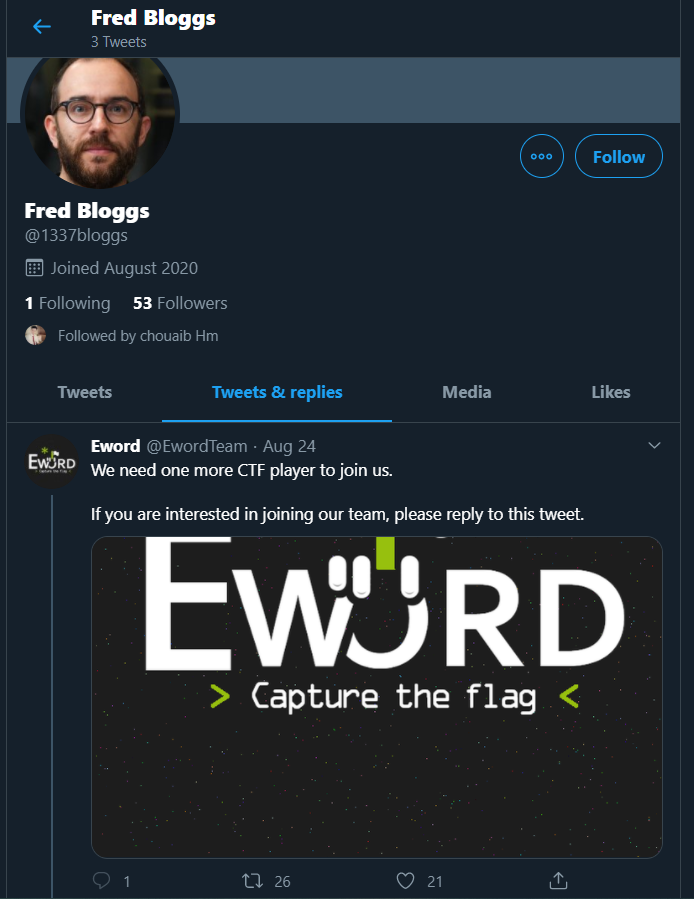 Fred Bloggs
3 Tweets
Follow
Fred Bloggs
@1337bloggs
Joined August 2020
1 Following 53 Followers
Followed by chouaib Hm
Tweets Tweets & replies Media Likes
Eword @EwordTeam · Aug 24
We need one more CTF player to join us.
If you are interested in joining our team, please reply to this tweet.
EWORD
Capture the flag
EWORD
> Capture the flag <
1 26 21